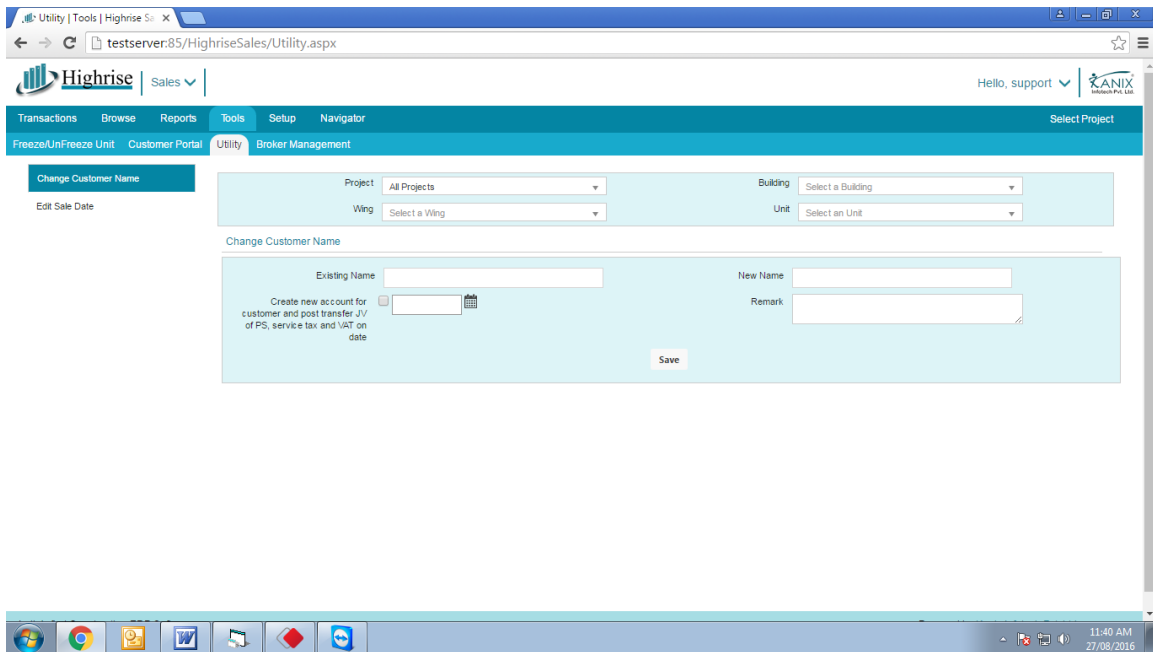 Utility | Tools | Highrise Sa
testserver:85/HighriseSales/Utility.aspx
Highrise Sales
Hello, support
KANIX
Infotech Pvt. Ltd.
Transactions Browse Reports Tools Setup Navigator Select Project
Freeze/UnFreeze Unit Customer Portal Utility Broker Management
Change Customer Name
Edit Sale Date
Project All Projects Building Select a Building
Wing Select a Wing Unit Select an Unit
Change Customer Name
Existing Name New Name
Create new account for
customer and post transfer JV
of PS, service tax and VAT on
date
Remark
Save
11:40 AM
27/08/2016